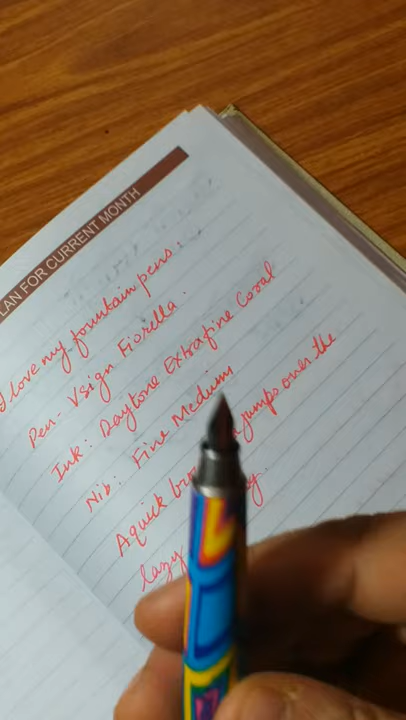 PLAN FOR CURRENT MONTH
I love my fountain pens.
Pen- Vsign Fiorella.
Ink: Daytone Extrafine Coral
Nib: Fine Medium
A quick jumps over the
lazy